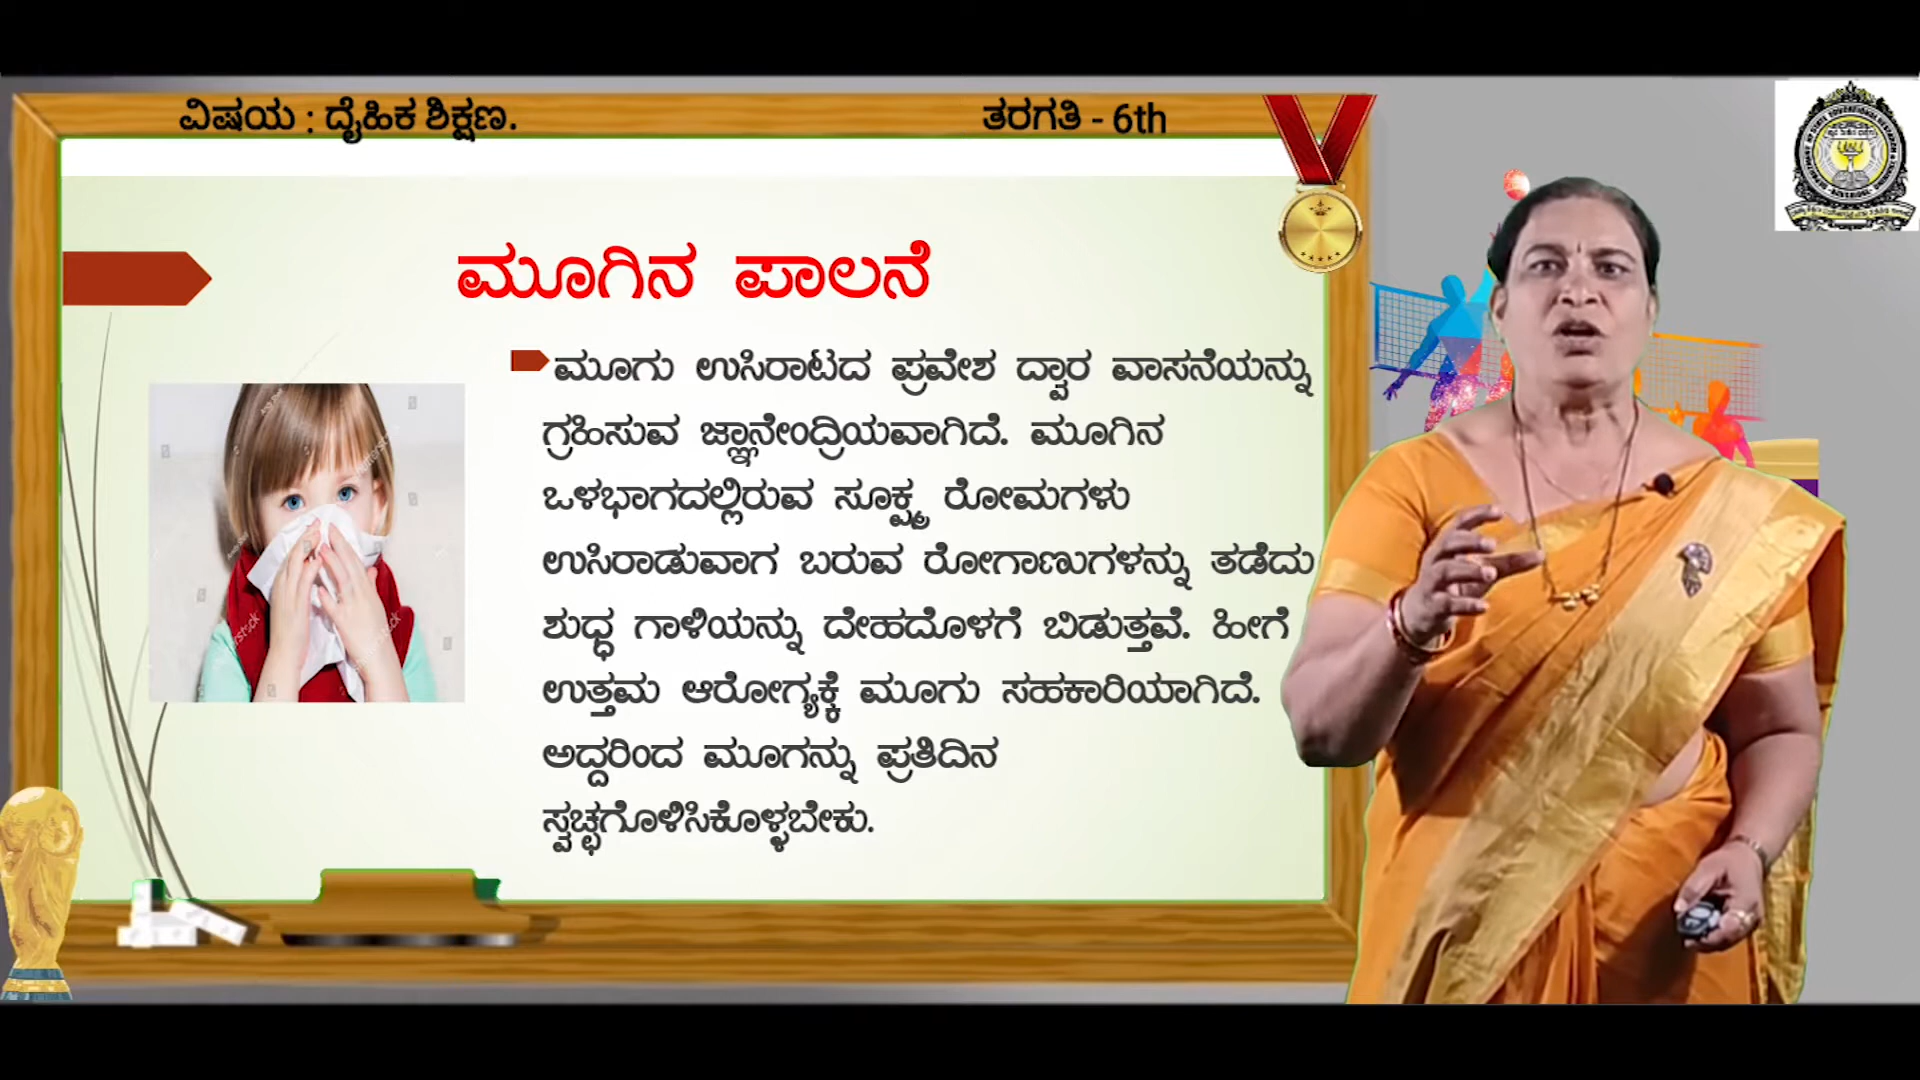 ವಿಷಯ : ದೈಹಿಕ ಶಿಕ್ಷಣ.
ತರಗತಿ - 6th
ಮೂಗಿನ ಪಾಲನೆ
ಮೂಗು ಉಸಿರಾಟದ ಪ್ರವೇಶ ದ್ವಾರ ವಾಸನೆಯನ್ನು
ಗ್ರಹಿಸುವ ಜ್ಞಾನೇಂದ್ರಿಯವಾಗಿದೆ. ಮೂಗಿನ
ಒಳಭಾಗದಲ್ಲಿರುವ ಸೂಕ್ಷ್ಮ ರೋಮಗಳು
ಉಸಿರಾಡುವಾಗ ಬರುವ ರೋಗಾಣುಗಳನ್ನು ತಡೆದು
ಶುದ್ಧ ಗಾಳಿಯನ್ನು ದೇಹದೊಳಗೆ ಬಿಡುತ್ತವೆ. ಹೀಗೆ
ಉತ್ತಮ ಆರೋಗ್ಯಕ್ಕೆ ಮೂಗು ಸಹಕಾರಿಯಾಗಿದೆ.
ಅದ್ದರಿಂದ ಮೂಗನ್ನು ಪ್ರತಿದಿನ
ಸ್ವಚ್ಛಗೊಳಿಸಿಕೊಳ್ಳಬೇಕು.